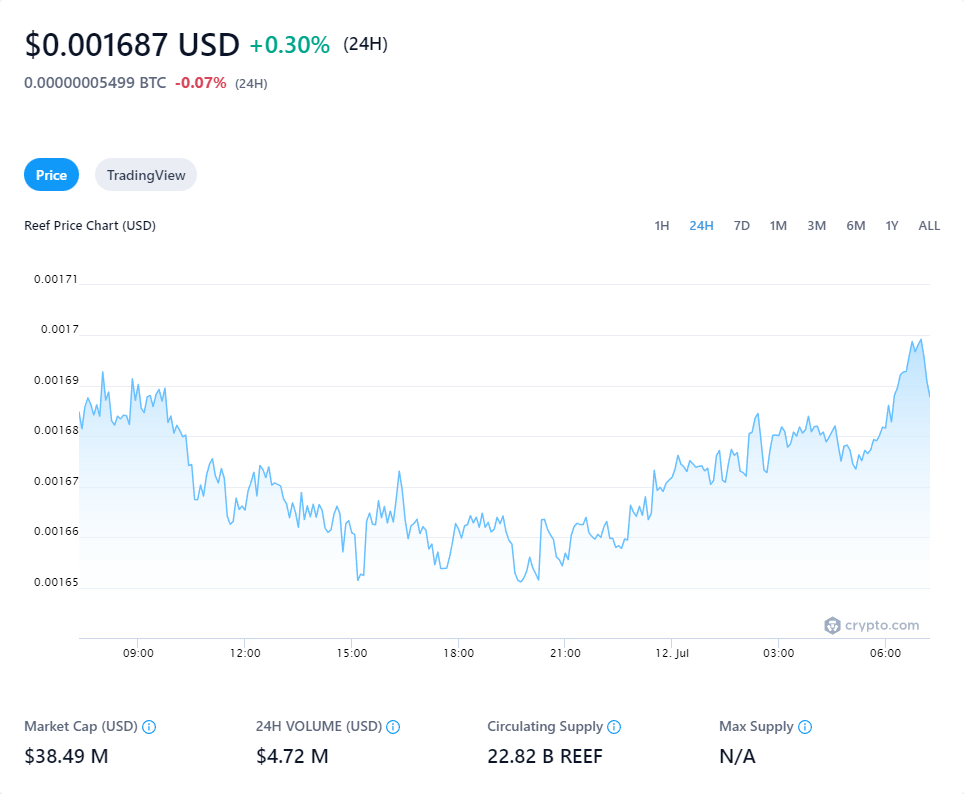 $0.001687 USD +0.30% (24H)
0.00000005499 BTC -0.07% (24H)
Price TradingView
Reef Price Chart (USD) 1H 24H 7D 1M 3M 6M 1Y ALL
0.00171
0.0017
0.00169
0.00168
0.00167
0.00166
0.00165
crypto.com
09:00 12:00 15:00 18:00 21:00 12. Jul 03:00 06:00
Market Cap (USD) 24H VOLUME (USD) Circulating Supply Max Supply
$38.49 M $4.72 M 22.82 B REEF N/A